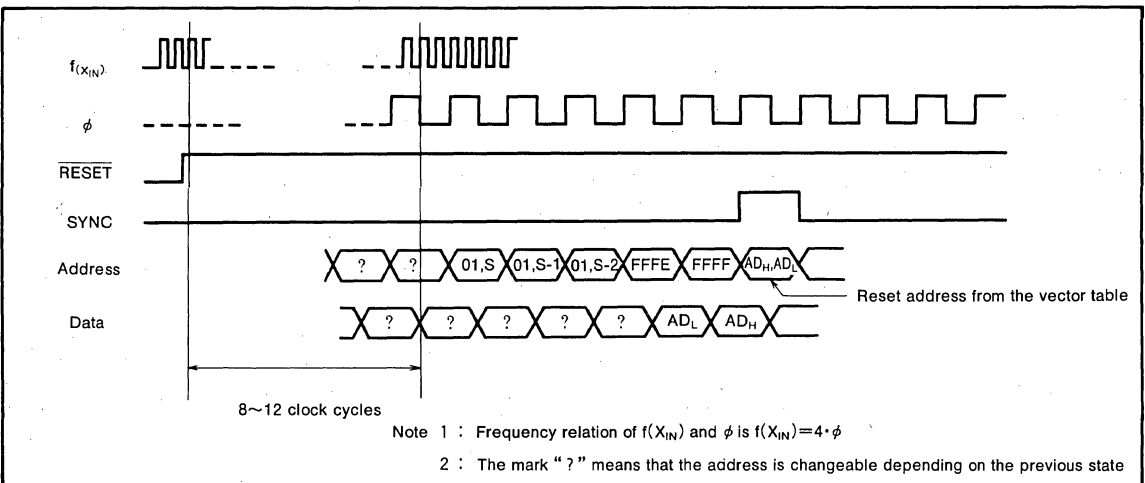 f(XIN)
φ
RESET
SYNC
Address ? ? 01,S 01,S-1 01,S-2 FFFE FFFF ADH,ADL
Reset address from the vector table
Data ? ? ? ? ? ADL ADH
8~12 clock cycles
Note 1 : Frequency relation of f(XIN) and φ is f(XIN)=4·φ
2 : The mark "?" means that the address is changeable depending on the previous state